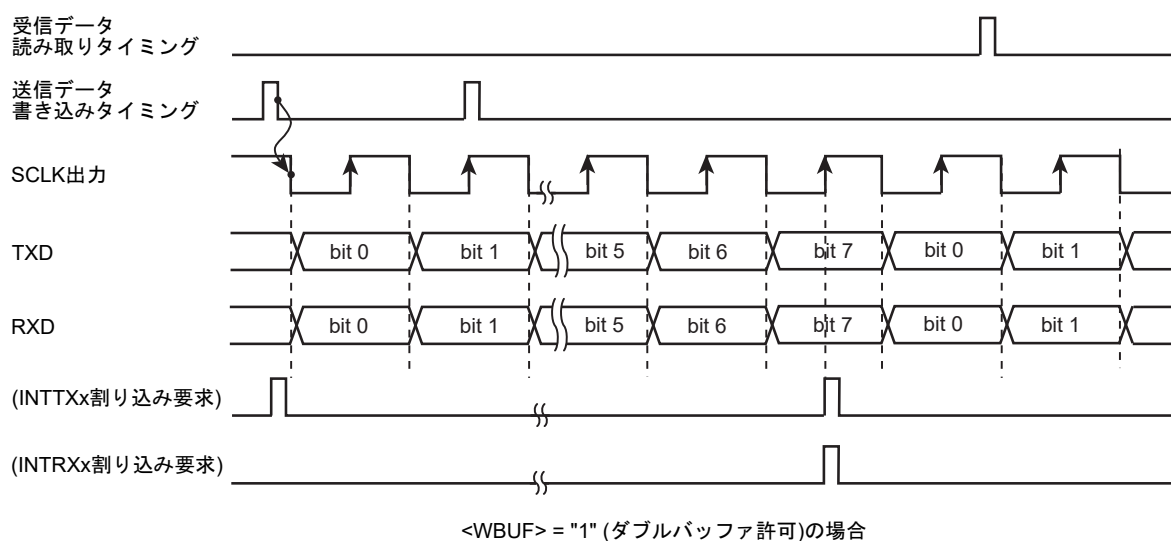 受信データ
読み取りタイミング
送信データ
書き込みタイミング
SCLK出力
TXD
bit 0
bit 1
bit 5
bit 6
bit 7
bit 0
bit 1
RXD
bit 0
bit 1
bit 5
bit 6
bit 7
bit 0
bit 1
(INTTXx割り込み要求)
(INTRXx割り込み要求)
<WBUF> = "1" (ダブルバッファ許可)の場合